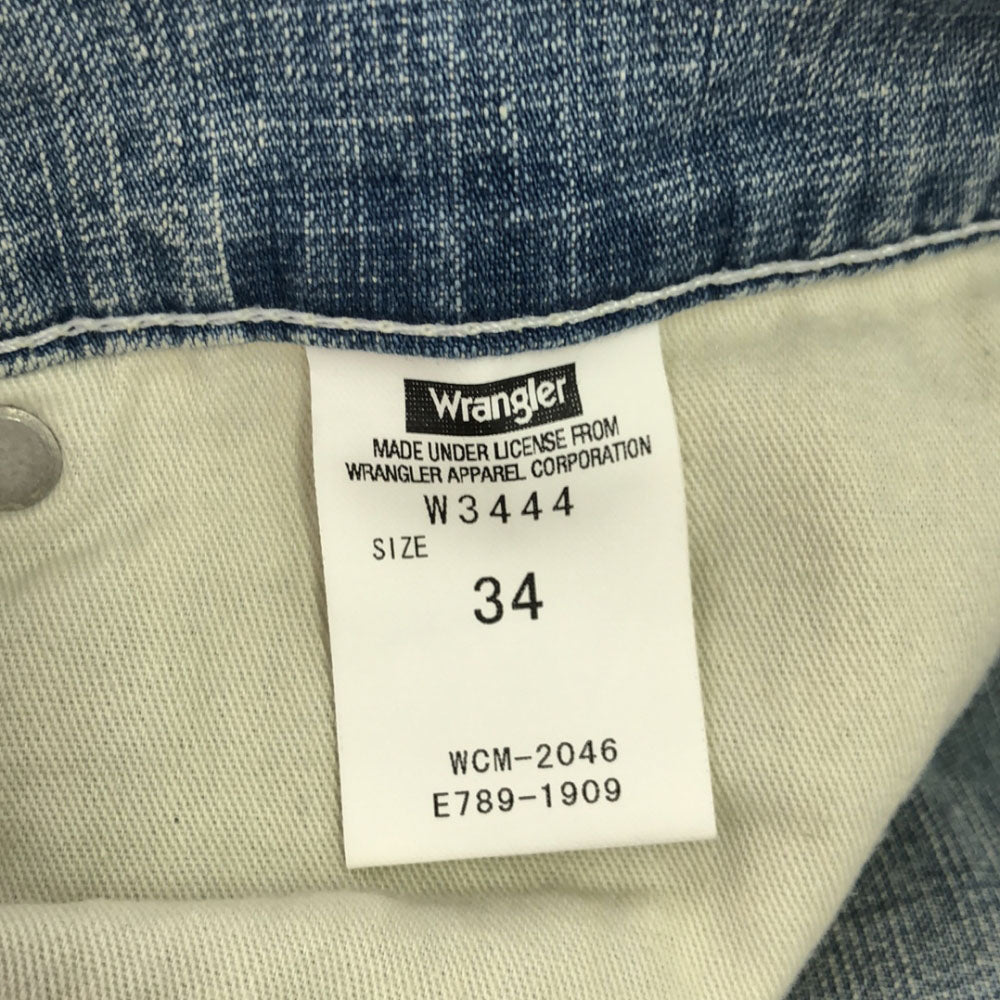 Wrangler
MADE UNDER LICENSE FROM
WRANGLER APPAREL CORPORATION
W3444
SIZE
34
WCM-2046
E789-1909